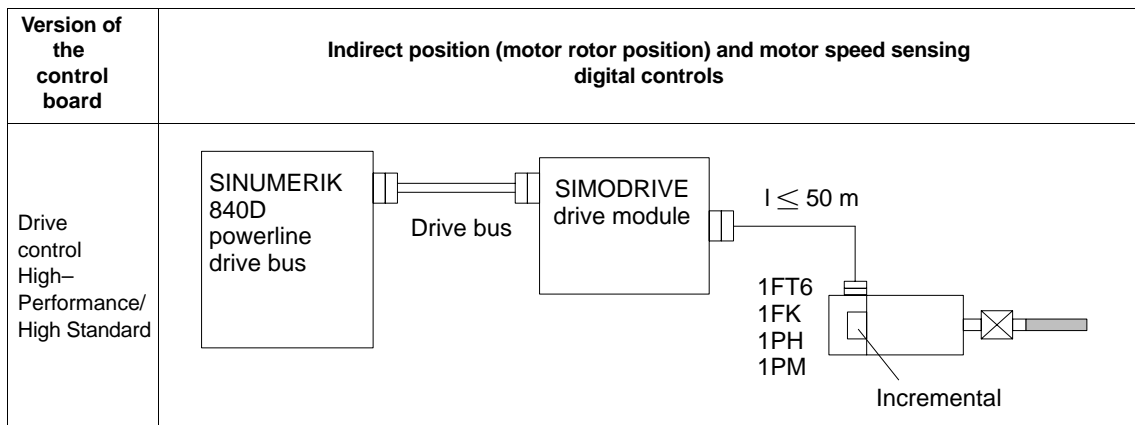 Version of
the
control
board
Indirect position (motor rotor position) and motor speed sensing
digital controls
Drive
control
High–
Performance/
High Standard
SINUMERIK
840D
powerline
drive bus
Drive bus
SIMODRIVE
drive module
l ≤ 50 m
1FT6
1FK
1PH
1PM
Incremental